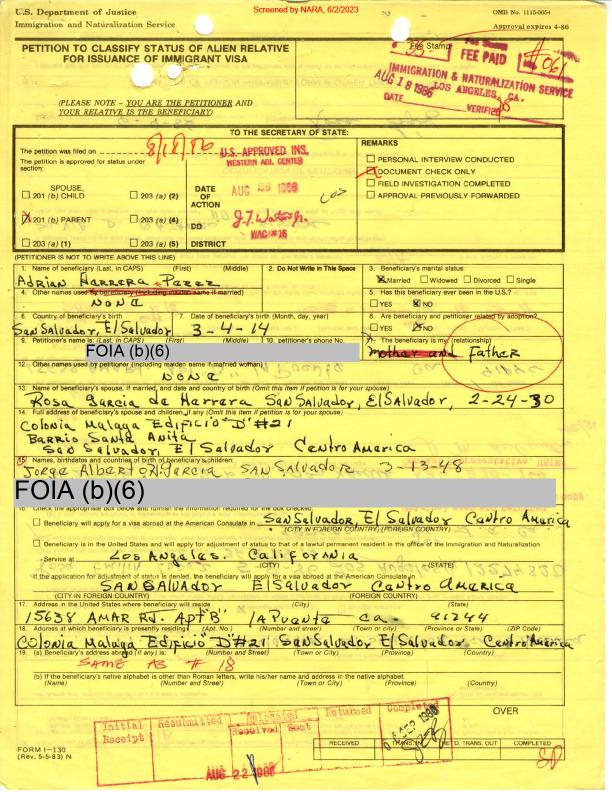 Screened by NARA, 6/2/2023
U.S. Department of Justice
Immigration and Naturalization Service
OMB No. 1115-0054
Approval expires 4-86
PETITION TO CLASSIFY STATUS OF ALIEN RELATIVE
FOR ISSUANCE OF IMMIGRANT VISA
(PLEASE NOTE – YOU ARE THE PETITIONER AND
YOUR RELATIVE IS THE BENEFICIARY)
Fee Stamp
FEE PAID
#061
IMMIGRATION & NATURALIZATION SERVICE
LOS ANGELES, CA.
AUG 18 1986
DATE
VERIFIED
TO THE SECRETARY OF STATE:
The petition was filed on 8/18/86
The petition is approved for status under
section:
SPOUSE,
201 (b) CHILD
203 (a) (2)
X 201 (b) PARENT
203 (a) (4)
203 (a) (1)
203 (a) (5)
U.S. APPROVED INS.
WESTERN ADJ. CENTER
DATE
OF
ACTION
AUG 26 1986
DD
WAC #16
DISTRICT
REMARKS
PERSONAL INTERVIEW CONDUCTED
DOCUMENT CHECK ONLY
FIELD INVESTIGATION COMPLETED
APPROVAL PREVIOUSLY FORWARDED
(PETITIONER IS NOT TO WRITE ABOVE THIS LINE)
1. Name of beneficiary (Last, in CAPS) (First) (Middle)
Adrian Herrera - Perez
2. Do Not Write in This Space
3. Beneficiary's marital status:
X Married Widowed Divorced Single
4. Other names used by beneficiary (including maiden name if married)
NONE
5. Has this beneficiary ever been in the U.S.?
YES X NO
6. Country of beneficiary's birth
San Salvador, El Salvador
7. Date of beneficiary's birth (Month, day, year)
3-4-14
8. Are beneficiary and petitioner related by adoption?
YES X NO
9. Petitioner's name is: (Last, in CAPS) (First) (Middle)
10. petitioner's phone No.
FOIA (b)(6)
11. The beneficiary is my (relationship)
mother and Father
12. Other names used by petitioner (including maiden name if married woman)
NONE
13. Name of beneficiary's spouse, if married, and date and country of birth (Omit this item if petition is for your spouse)
Rosa Garcia de Herrera San Salvador, El Salvador, 2-24-30
14. Full address of beneficiary's spouse and children, if any (Omit this item if petition is for your spouse)
Colonia Malaga Edificio "D" #21
Barrio Santa Anita
San Salvador, El Salvador Centro America
15. Names, birthdates and countries of birth of beneficiary's children:
Jorge Alberto H. Garcia San Salvador 3-13-48
FOIA (b)(6)
16. Check the appropriate box below and furnish the information required for the box checked:
Beneficiary will apply for a visa abroad at the American Consulate in San Salvador El Salvador Centro America
(CITY IN FOREIGN COUNTRY) (FOREIGN COUNTRY)
Beneficiary is in the United States and will apply for adjustment of status to that of a lawful permanent resident in the office of the Immigration and Naturalization
Service at Los Angeles. California
(CITY) (STATE)
If the application for adjustment of status is denied, the beneficiary will apply for a visa abroad at the American Consulate in
SAN SALVADOR El Salvador Centro America
(CITY IN FOREIGN COUNTRY) (FOREIGN COUNTRY)
17. Address in the United States where beneficiary will reside (City) (State)
15638 AMAR Rd. Apt "B" la Puente ca. 91244
18. Address at which beneficiary is presently residing (Apt. No.) (Number and street) (Town or city) (Province or State) (ZIP Code)
Colonia Malaga Edificio "D" #21 San Salvador El Salvador. Centro America
19. (a) Beneficiary's address abroad (if any) is: (Number and Street) (Town or City) (Province) (Country)
SAME AS # 18
(b) If the beneficiary's native alphabet is other than Roman letters, write his/her name and address in the native alphabet
(Name) (Number and Street) (Town or City) (Province) (Country)
OVER
Initial
Receipt
Resubmitted
Relocated
Received Sent
Returned
Completed
AUG 22 1986
04 SEP 1986
FORM I–130
(Rev. 5-5-83) N
RECEIVED
TRANS. IN
RET'D. TRANS. OUT
COMPLETED